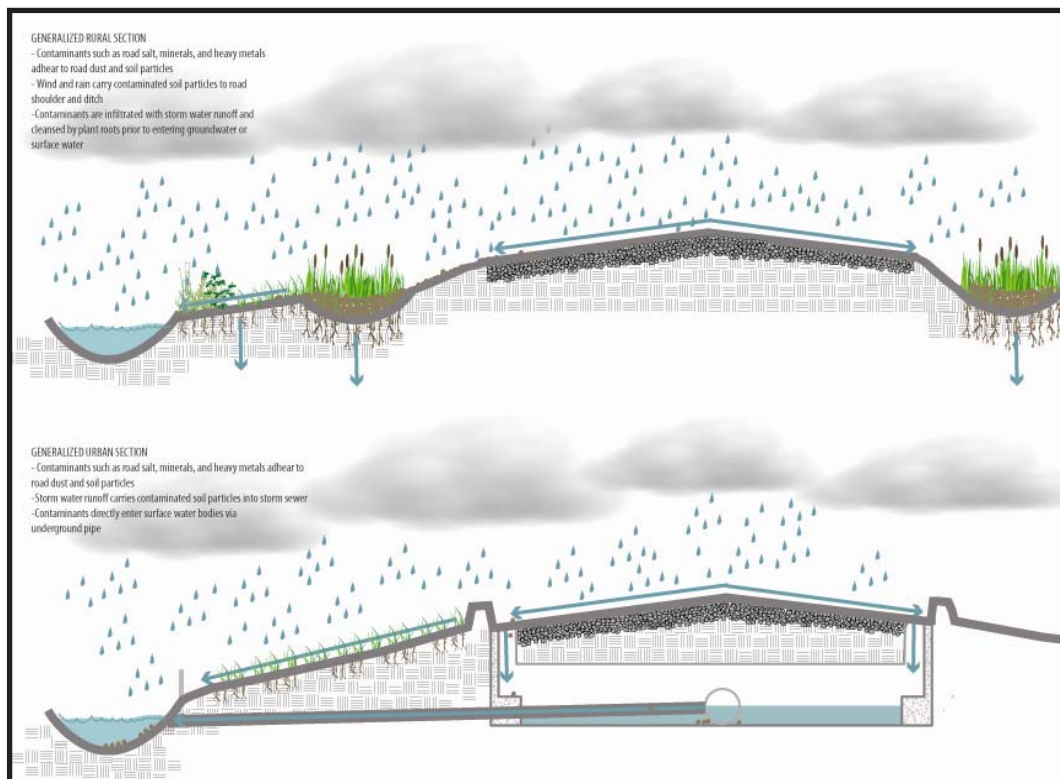 GENERALIZED RURAL SECTION
- Contaminants such as road salt, minerals, and heavy metals
adhear to road dust and soil particles
- Wind and rain carry contaminated soil particles to road
shoulder and ditch
-Contaminants are infiltrated with storm water runoff and
cleansed by plant roots prior to entering groundwater or
surface water
GENERALIZED URBAN SECTION
- Contaminants such as road salt, minerals, and heavy metals adhear to
road dust and soil particles
-Storm water runoff carries contaminated soil particles into storm sewer
-Contaminants directly enter surface water bodies via
underground pipe